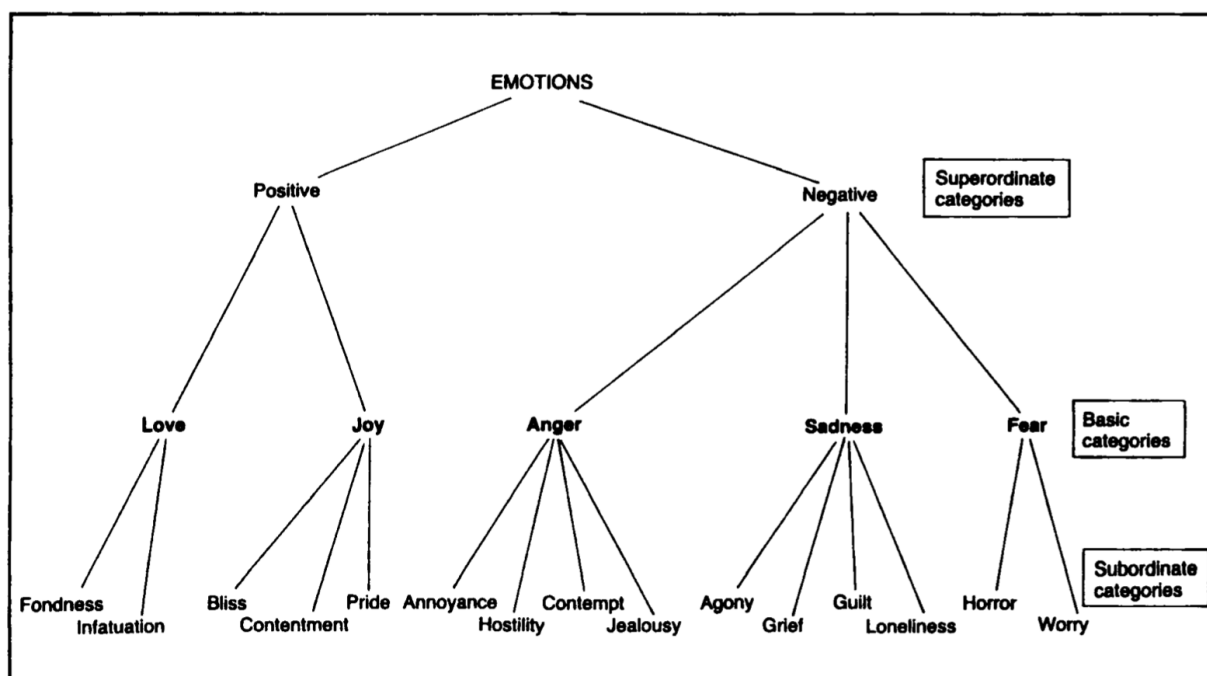 EMOTIONS
Positive
Negative
Superordinate
categories
Love
Joy
Anger
Sadness
Fear
Basic
categories
Fondness
Infatuation
Bliss
Contentment
Pride
Annoyance
Hostility
Contempt
Jealousy
Agony
Grief
Guilt
Loneliness
Horror
Worry
Subordinate
categories